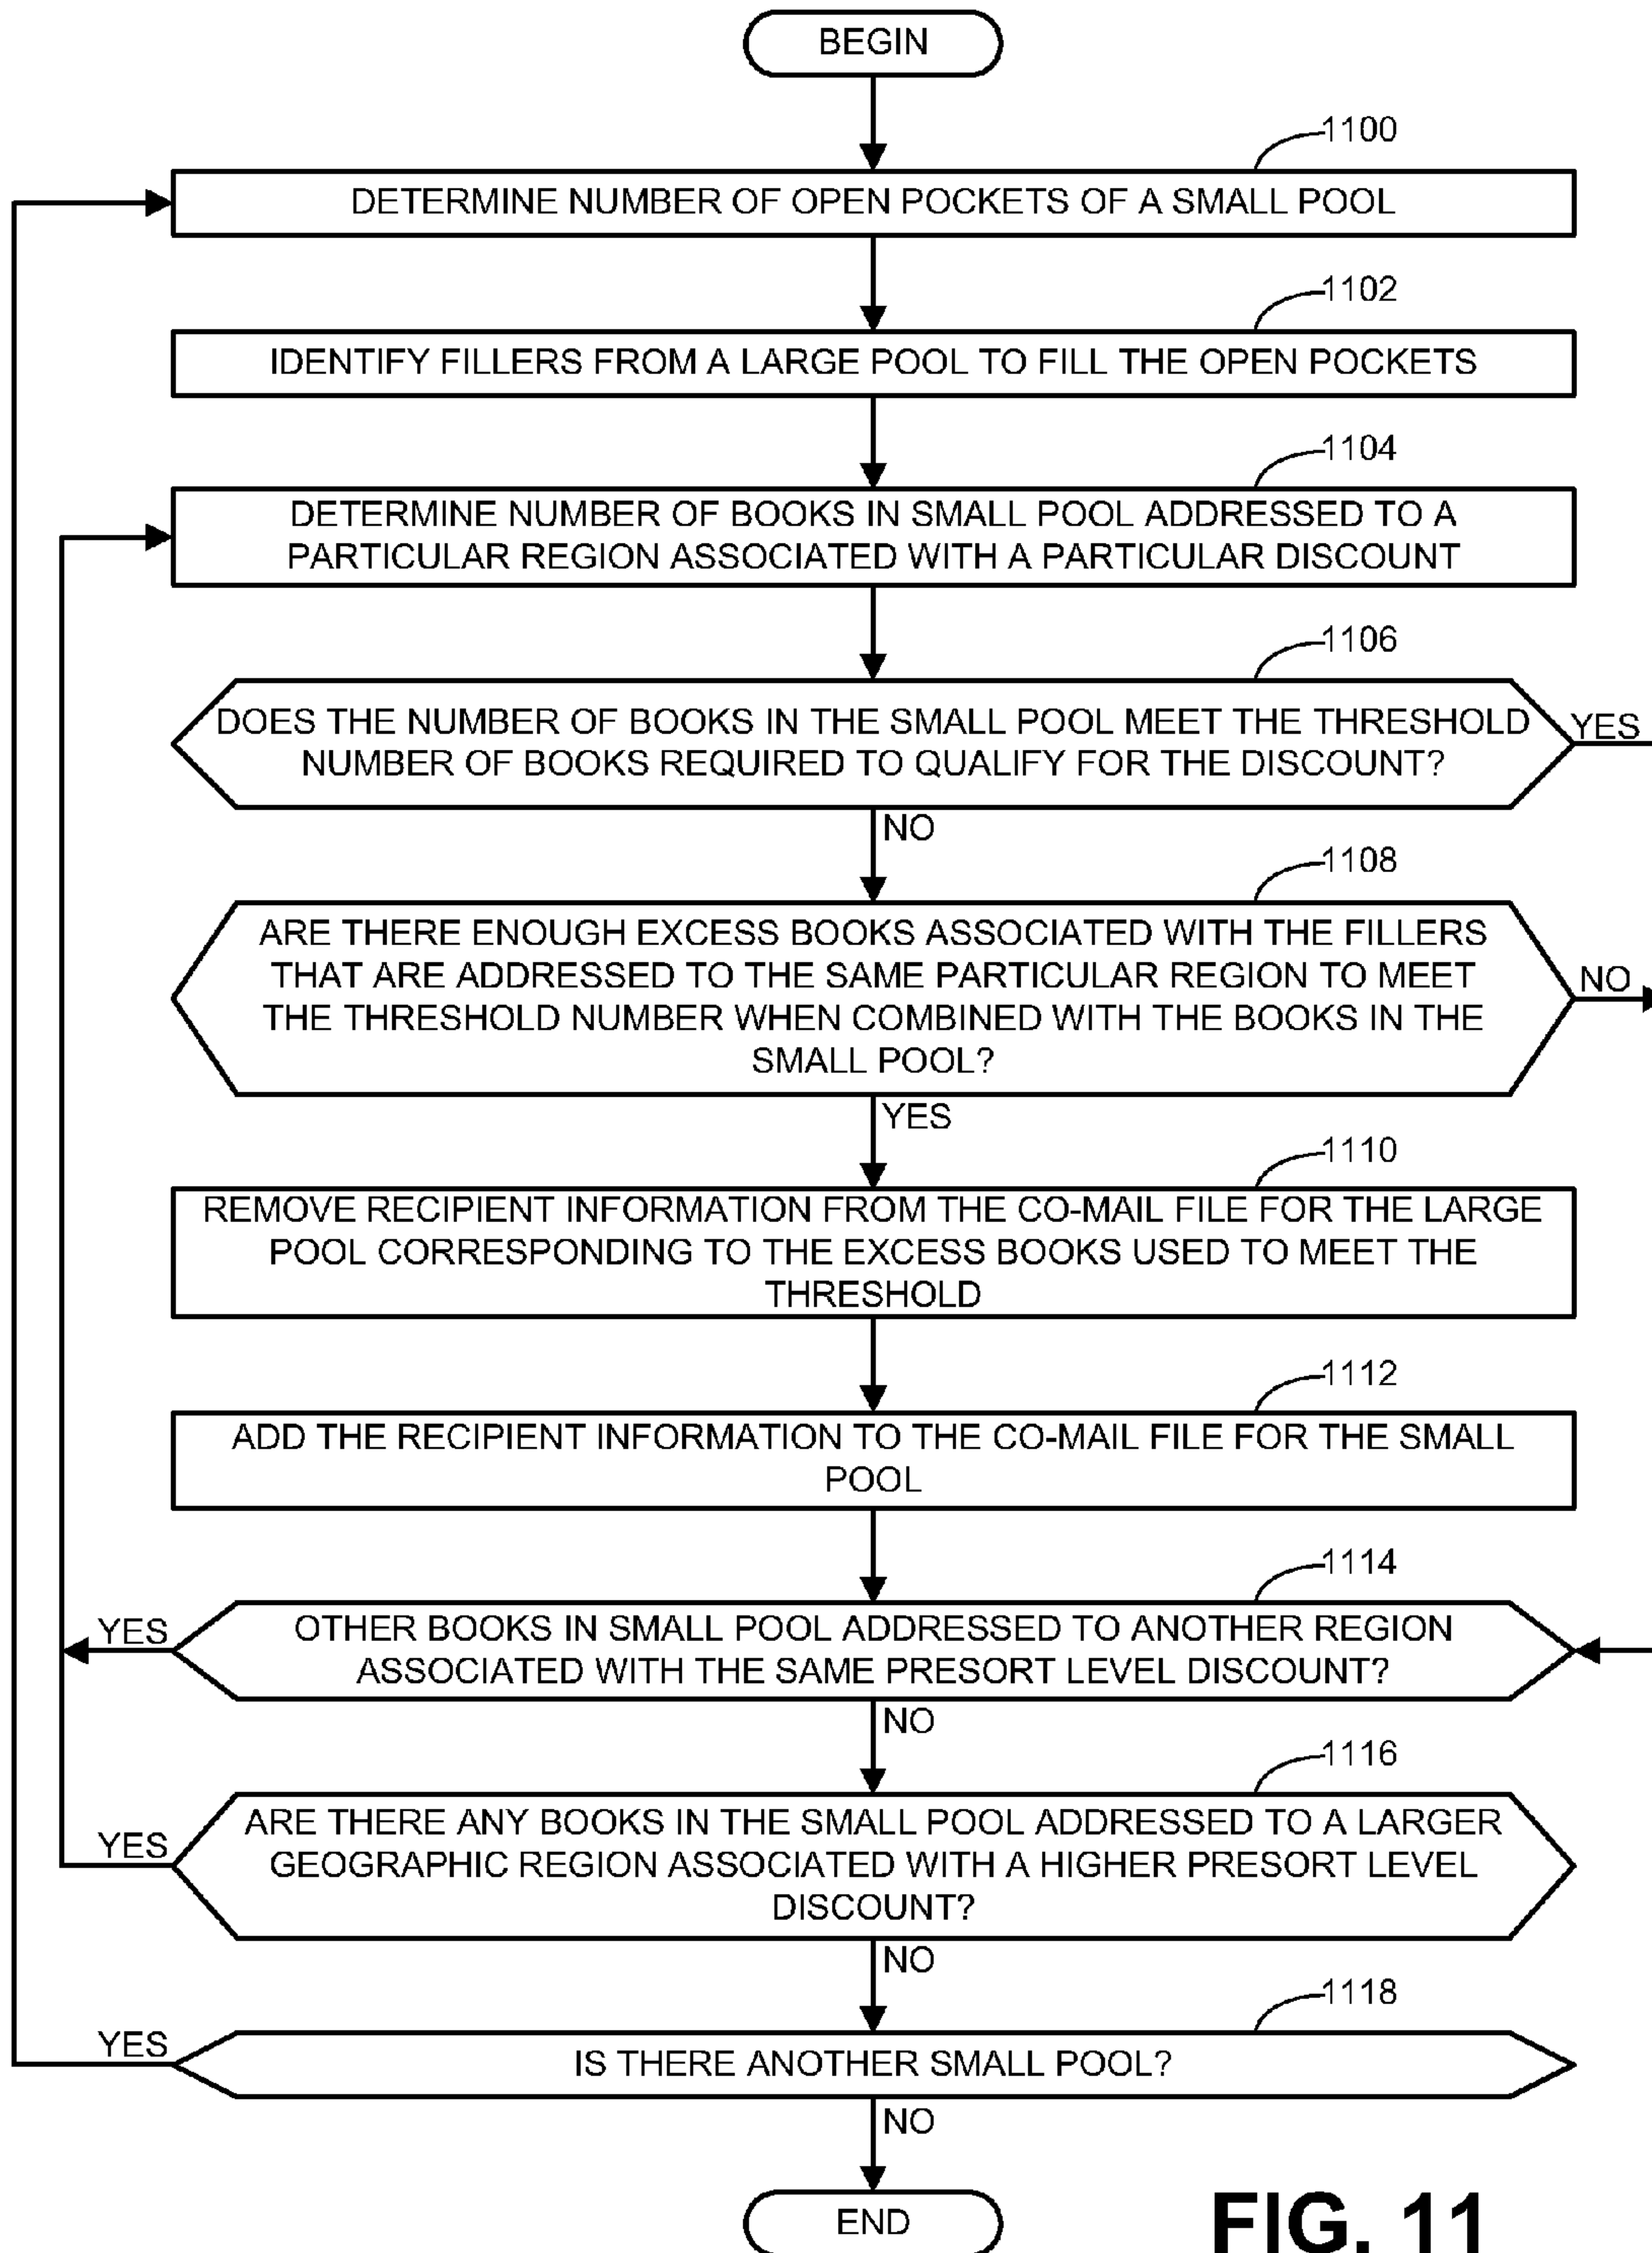 BEGIN
1100
DETERMINE NUMBER OF OPEN POCKETS OF A SMALL POOL
1102
IDENTIFY FILLERS FROM A LARGE POOL TO FILL THE OPEN POCKETS
1104
DETERMINE NUMBER OF BOOKS IN SMALL POOL ADDRESSED TO A
PARTICULAR REGION ASSOCIATED WITH A PARTICULAR DISCOUNT
1106
DOES THE NUMBER OF BOOKS IN THE SMALL POOL MEET THE THRESHOLD
NUMBER OF BOOKS REQUIRED TO QUALIFY FOR THE DISCOUNT?
YES
NO
1108
ARE THERE ENOUGH EXCESS BOOKS ASSOCIATED WITH THE FILLERS
THAT ARE ADDRESSED TO THE SAME PARTICULAR REGION TO MEET
THE THRESHOLD NUMBER WHEN COMBINED WITH THE BOOKS IN THE
SMALL POOL?
NO
YES
1110
REMOVE RECIPIENT INFORMATION FROM THE CO-MAIL FILE FOR THE LARGE
POOL CORRESPONDING TO THE EXCESS BOOKS USED TO MEET THE
THRESHOLD
1112
ADD THE RECIPIENT INFORMATION TO THE CO-MAIL FILE FOR THE SMALL
POOL
1114
YES
OTHER BOOKS IN SMALL POOL ADDRESSED TO ANOTHER REGION
ASSOCIATED WITH THE SAME PRESORT LEVEL DISCOUNT?
NO
1116
YES
ARE THERE ANY BOOKS IN THE SMALL POOL ADDRESSED TO A LARGER
GEOGRAPHIC REGION ASSOCIATED WITH A HIGHER PRESORT LEVEL
DISCOUNT?
NO
1118
YES
IS THERE ANOTHER SMALL POOL?
NO
END
FIG. 11